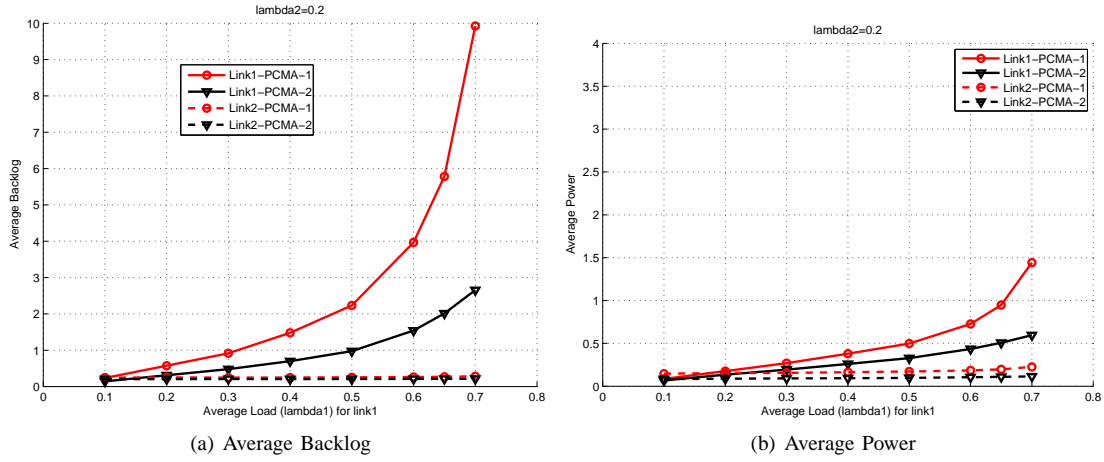 lambda2=0.2
10
9
8
7
6
5
4
3
2
1
0
Average Backlog
Link1−PCMA−1
Link1−PCMA−2
Link2−PCMA−1
Link2−PCMA−2
0 0.1 0.2 0.3 0.4 0.5 0.6 0.7 0.8
Average Load (lambda1) for link1
(a) Average Backlog
lambda2=0.2
4
3.5
3
2.5
2
1.5
1
0.5
0
Average Power
Link1−PCMA−1
Link1−PCMA−2
Link2−PCMA−1
Link2−PCMA−2
0 0.1 0.2 0.3 0.4 0.5 0.6 0.7 0.8
Average Load (lambda1) for link1
(b) Average Power